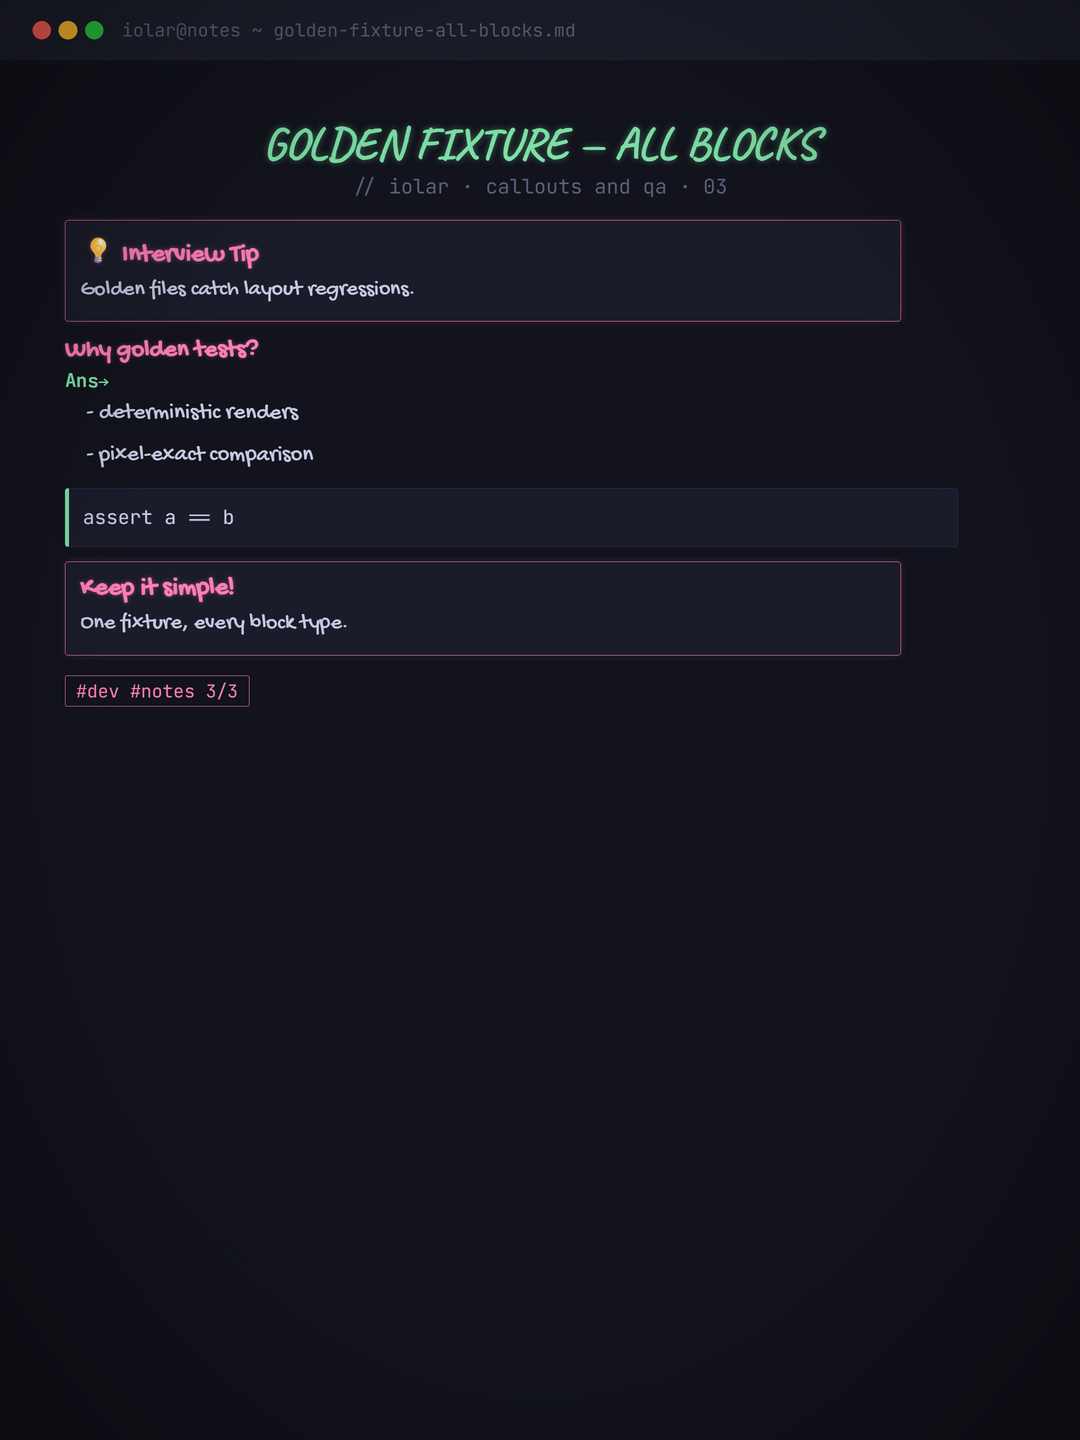 iolar@notes ~ golden-fixture-all-blocks.md
GOLDEN FIXTURE — ALL BLOCKS
// iolar · callouts and qa · 03
💡 Interview Tip
Golden files catch layout regressions.
Why golden tests?
Ans→
- deterministic renders
- pixel-exact comparison
assert a == b
Keep it simple!
One fixture, every block type.
#dev #notes 3/3